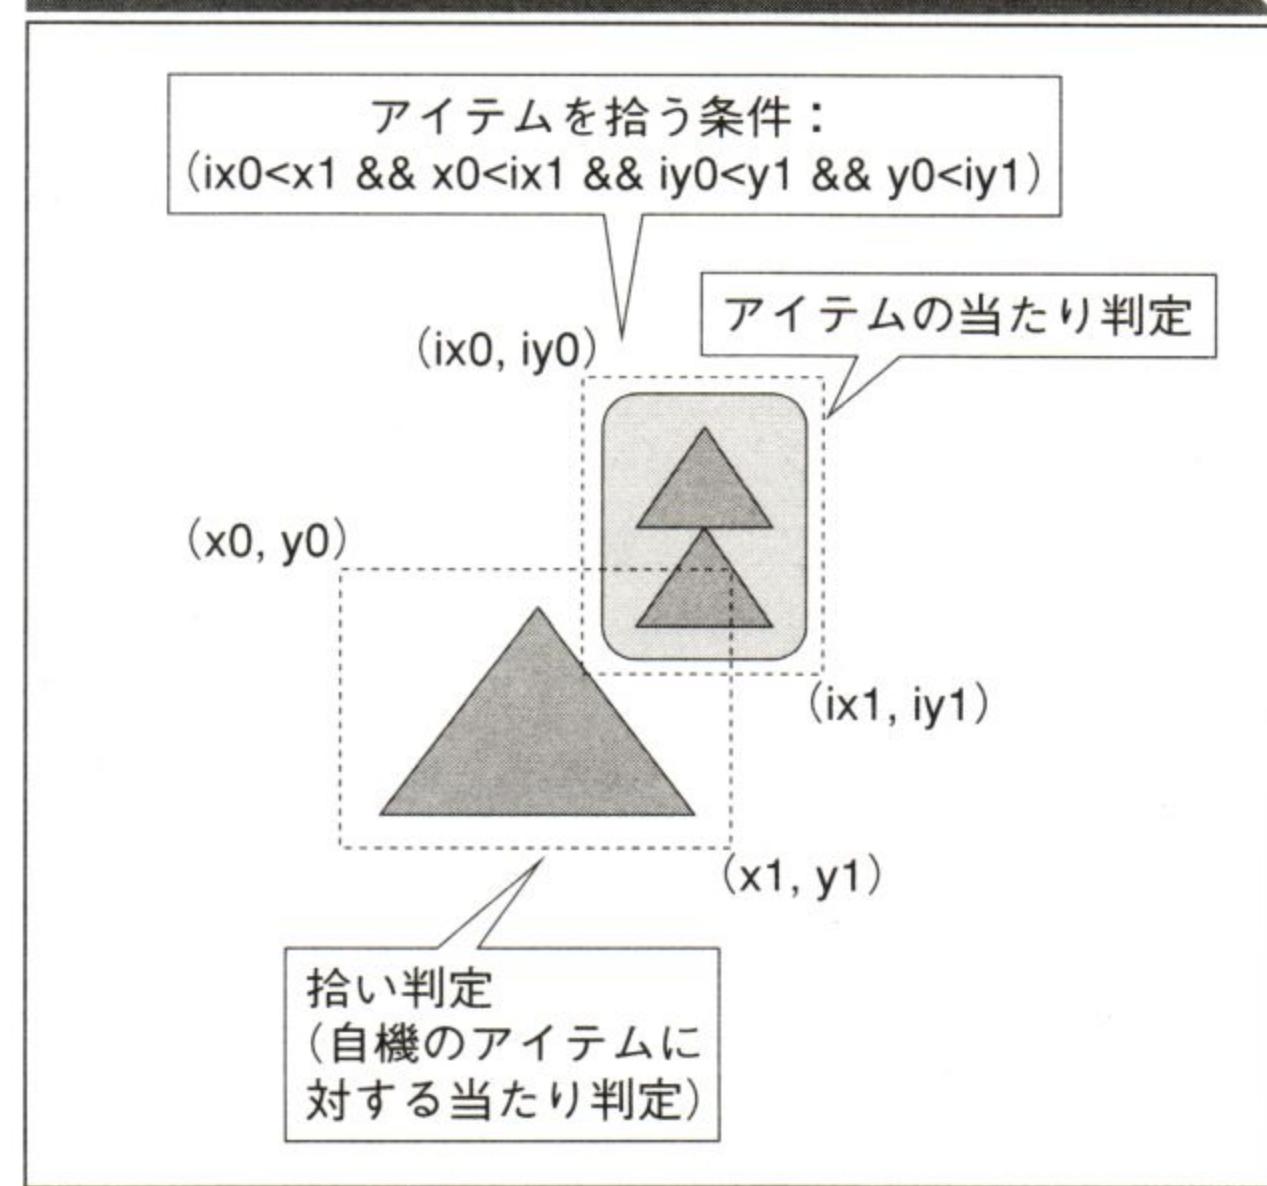 アイテムを拾う条件：
（ix0<x1 && x0<ix1 && iy0<y1 && y0<iy1）
アイテムの当たり判定
（ix0, iy0）
（x0, y0）
（ix1, iy1）
（x1, y1）
拾い判定
（自機のアイテムに
対する当たり判定）